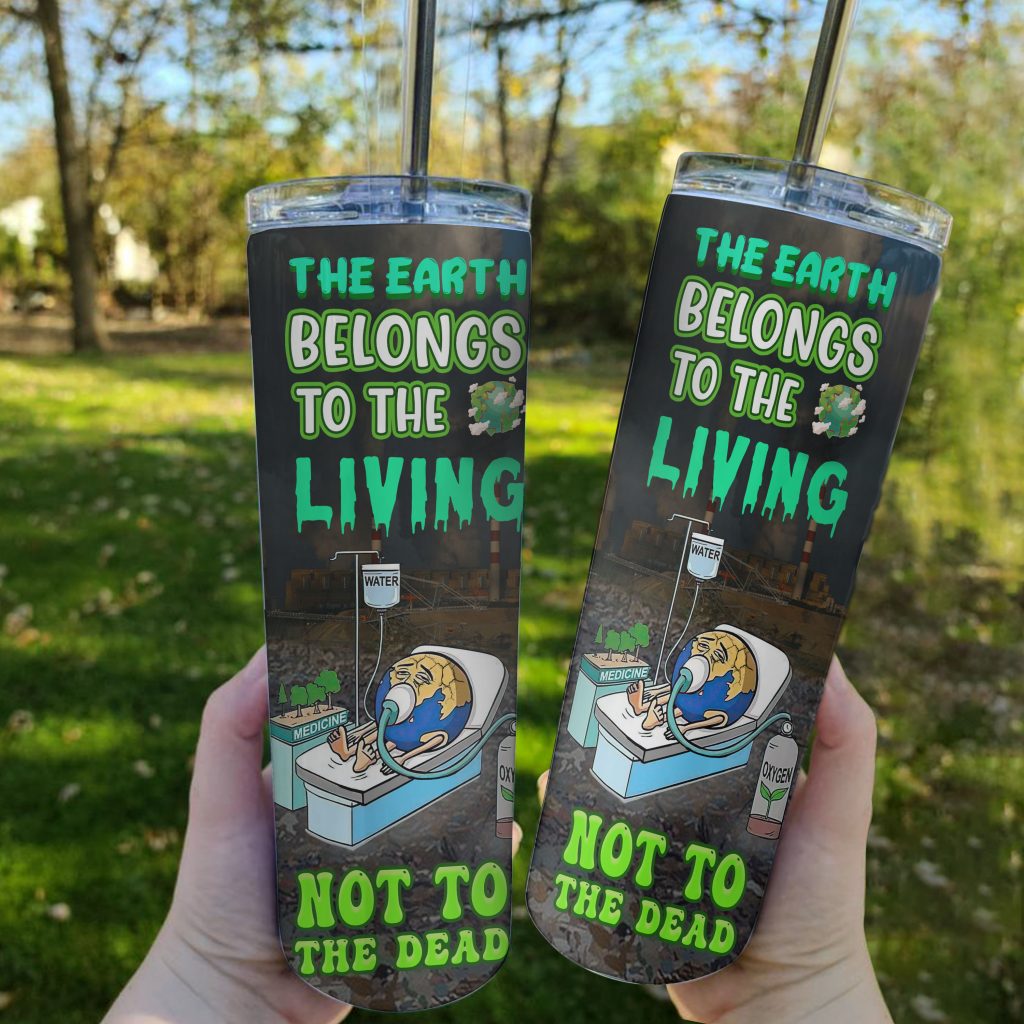 THE EARTH
BELONGS
TO THE
LIVING
WATER
MEDICINE
OXY
NOT TO
THE DEAD
THE EARTH
BELONGS
TO THE
LIVING
WATER
MEDICINE
OXYGEN
NOT TO
THE DEAD